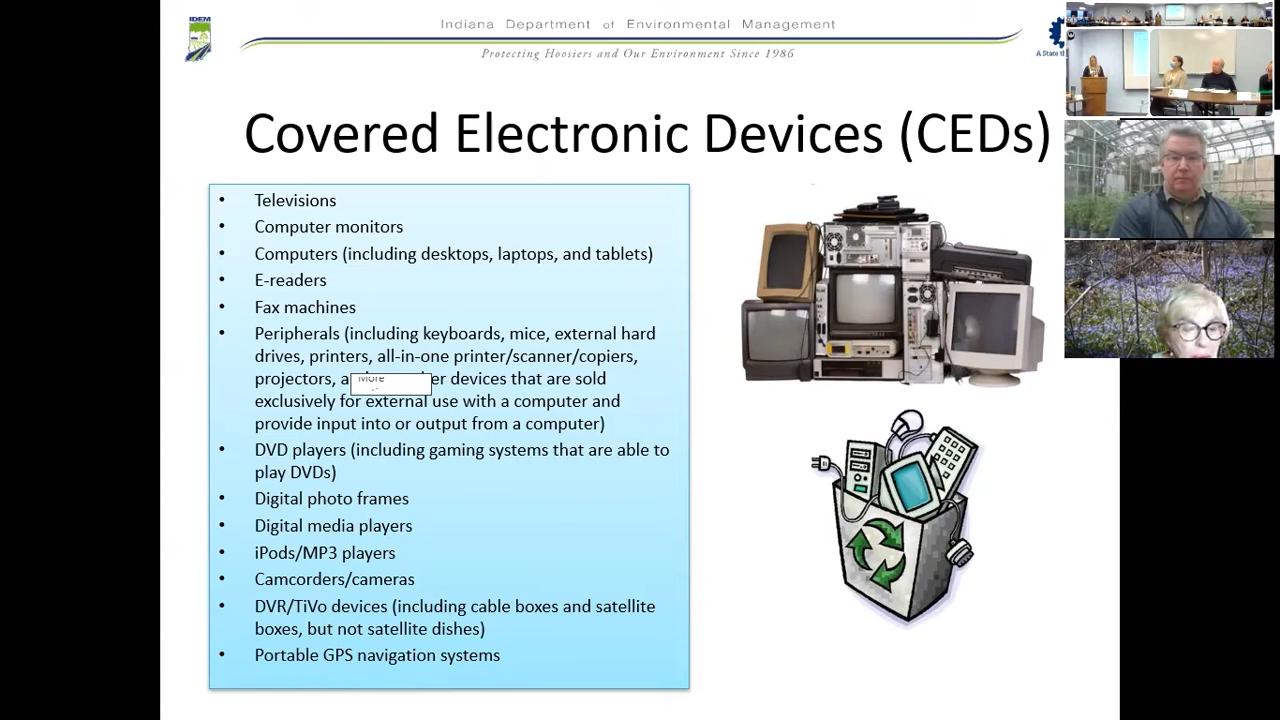 IDEM
Indiana Department of Environmental Management
Protecting Hoosiers and Our Environment Since 1986
A State th
Covered Electronic Devices (CEDs)
• Televisions
• Computer monitors
• Computers (including desktops, laptops, and tablets)
• E-readers
• Fax machines
• Peripherals (including keyboards, mice, external hard
drives, printers, all-in-one printer/scanner/copiers,
projectors, a More er devices that are sold
exclusively for external use with a computer and
provide input into or output from a computer)
• DVD players (including gaming systems that are able to
play DVDs)
• Digital photo frames
• Digital media players
• iPods/MP3 players
• Camcorders/cameras
• DVR/TiVo devices (including cable boxes and satellite
boxes, but not satellite dishes)
• Portable GPS navigation systems